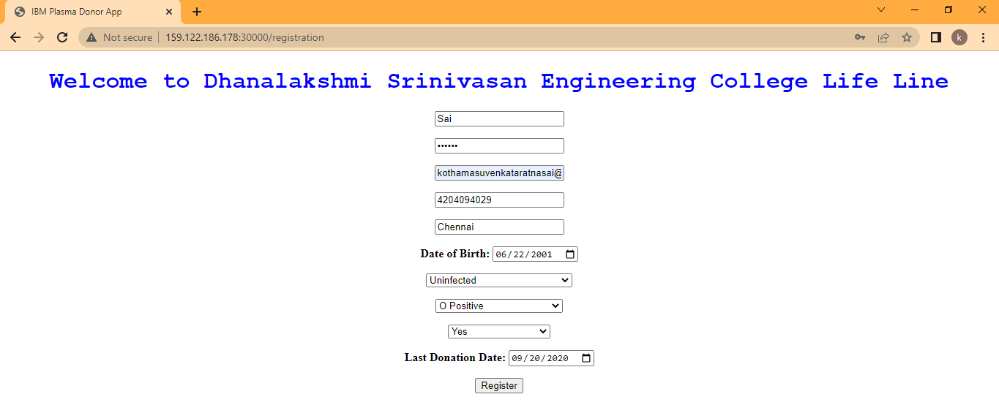 IBM Plasma Donor App
Not secure 159.122.186.178:30000/registration
k
Welcome to Dhanalakshmi Srinivasan Engineering College Life Line
Sai
••••••
kothamasuvenkataratnasai@
4204094029
Chennai
Date of Birth: 06/22/2001
Uninfected
O Positive
Yes
Last Donation Date: 09/20/2020
Register